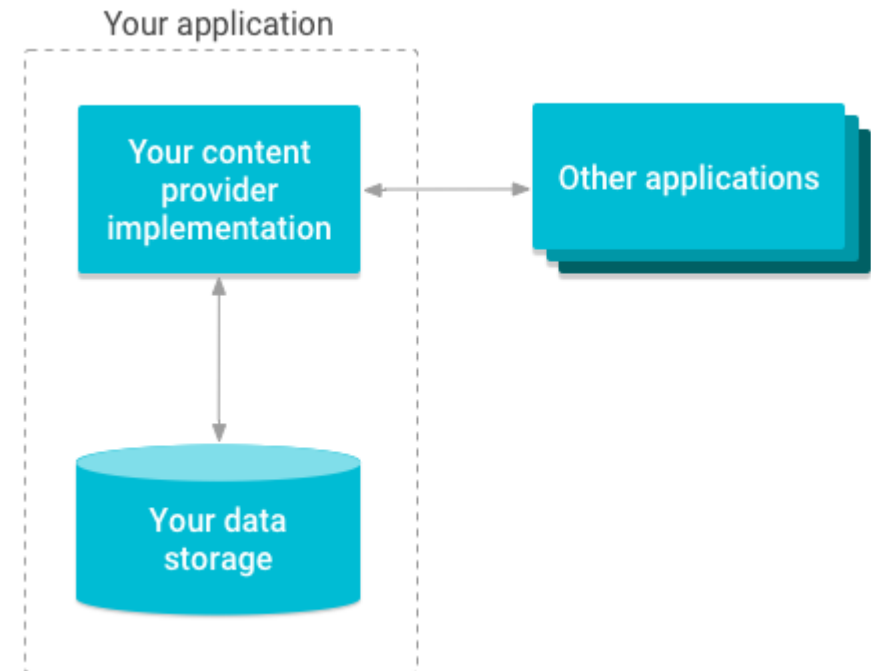 Your application
Your content
provider
implementation
Other applications
Your data
storage